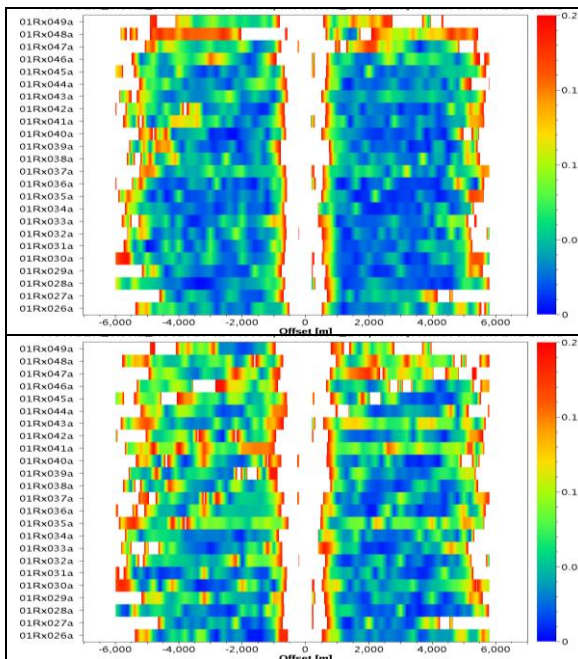 01Rx049a
01Rx048a
01Rx047a
01Rx046a
01Rx045a
01Rx044a
01Rx043a
01Rx042a
01Rx041a
01Rx040a
01Rx039a
01Rx038a
01Rx037a
01Rx036a
01Rx035a
01Rx034a
01Rx033a
01Rx032a
01Rx031a
01Rx030a
01Rx029a
01Rx028a
01Rx027a
01Rx026a
-6,000 -4,000 -2,000 0 2,000 4,000 6,000
Offset [m]
0.2
0.1
0.1
0.0
0
01Rx049a
01Rx048a
01Rx047a
01Rx046a
01Rx045a
01Rx044a
01Rx043a
01Rx042a
01Rx041a
01Rx040a
01Rx039a
01Rx038a
01Rx037a
01Rx036a
01Rx035a
01Rx034a
01Rx033a
01Rx032a
01Rx031a
01Rx030a
01Rx029a
01Rx028a
01Rx027a
01Rx026a
-6,000 -4,000 -2,000 0 2,000 4,000 6,000
Offset [m]
0.2
0.1
0.1
0.0
0